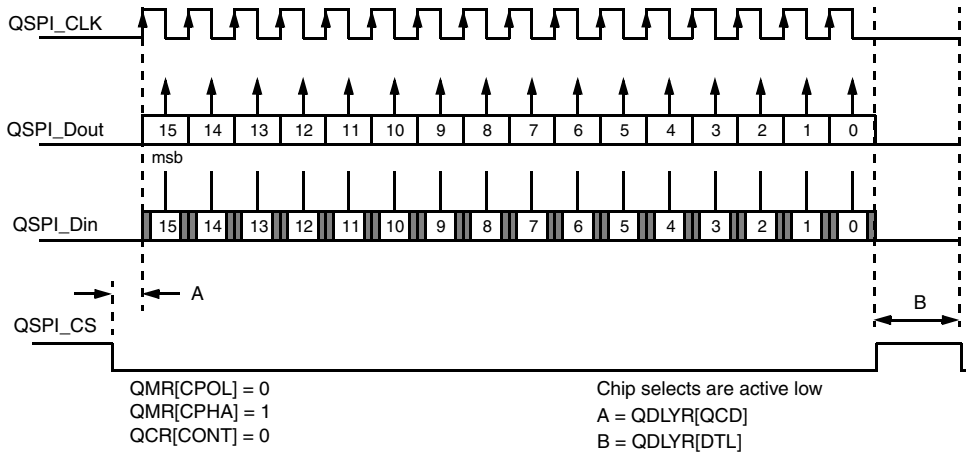 QSPI_CLK
QSPI_Dout
15 14 13 12 11 10 9 8 7 6 5 4 3 2 1 0
msb
QSPI_Din
15 14 13 12 11 10 9 8 7 6 5 4 3 2 1 0
A
B
QSPI_CS
QMR[CPOL] = 0
QMR[CPHA] = 1
QCR[CONT] = 0
Chip selects are active low
A = QDLYR[QCD]
B = QDLYR[DTL]